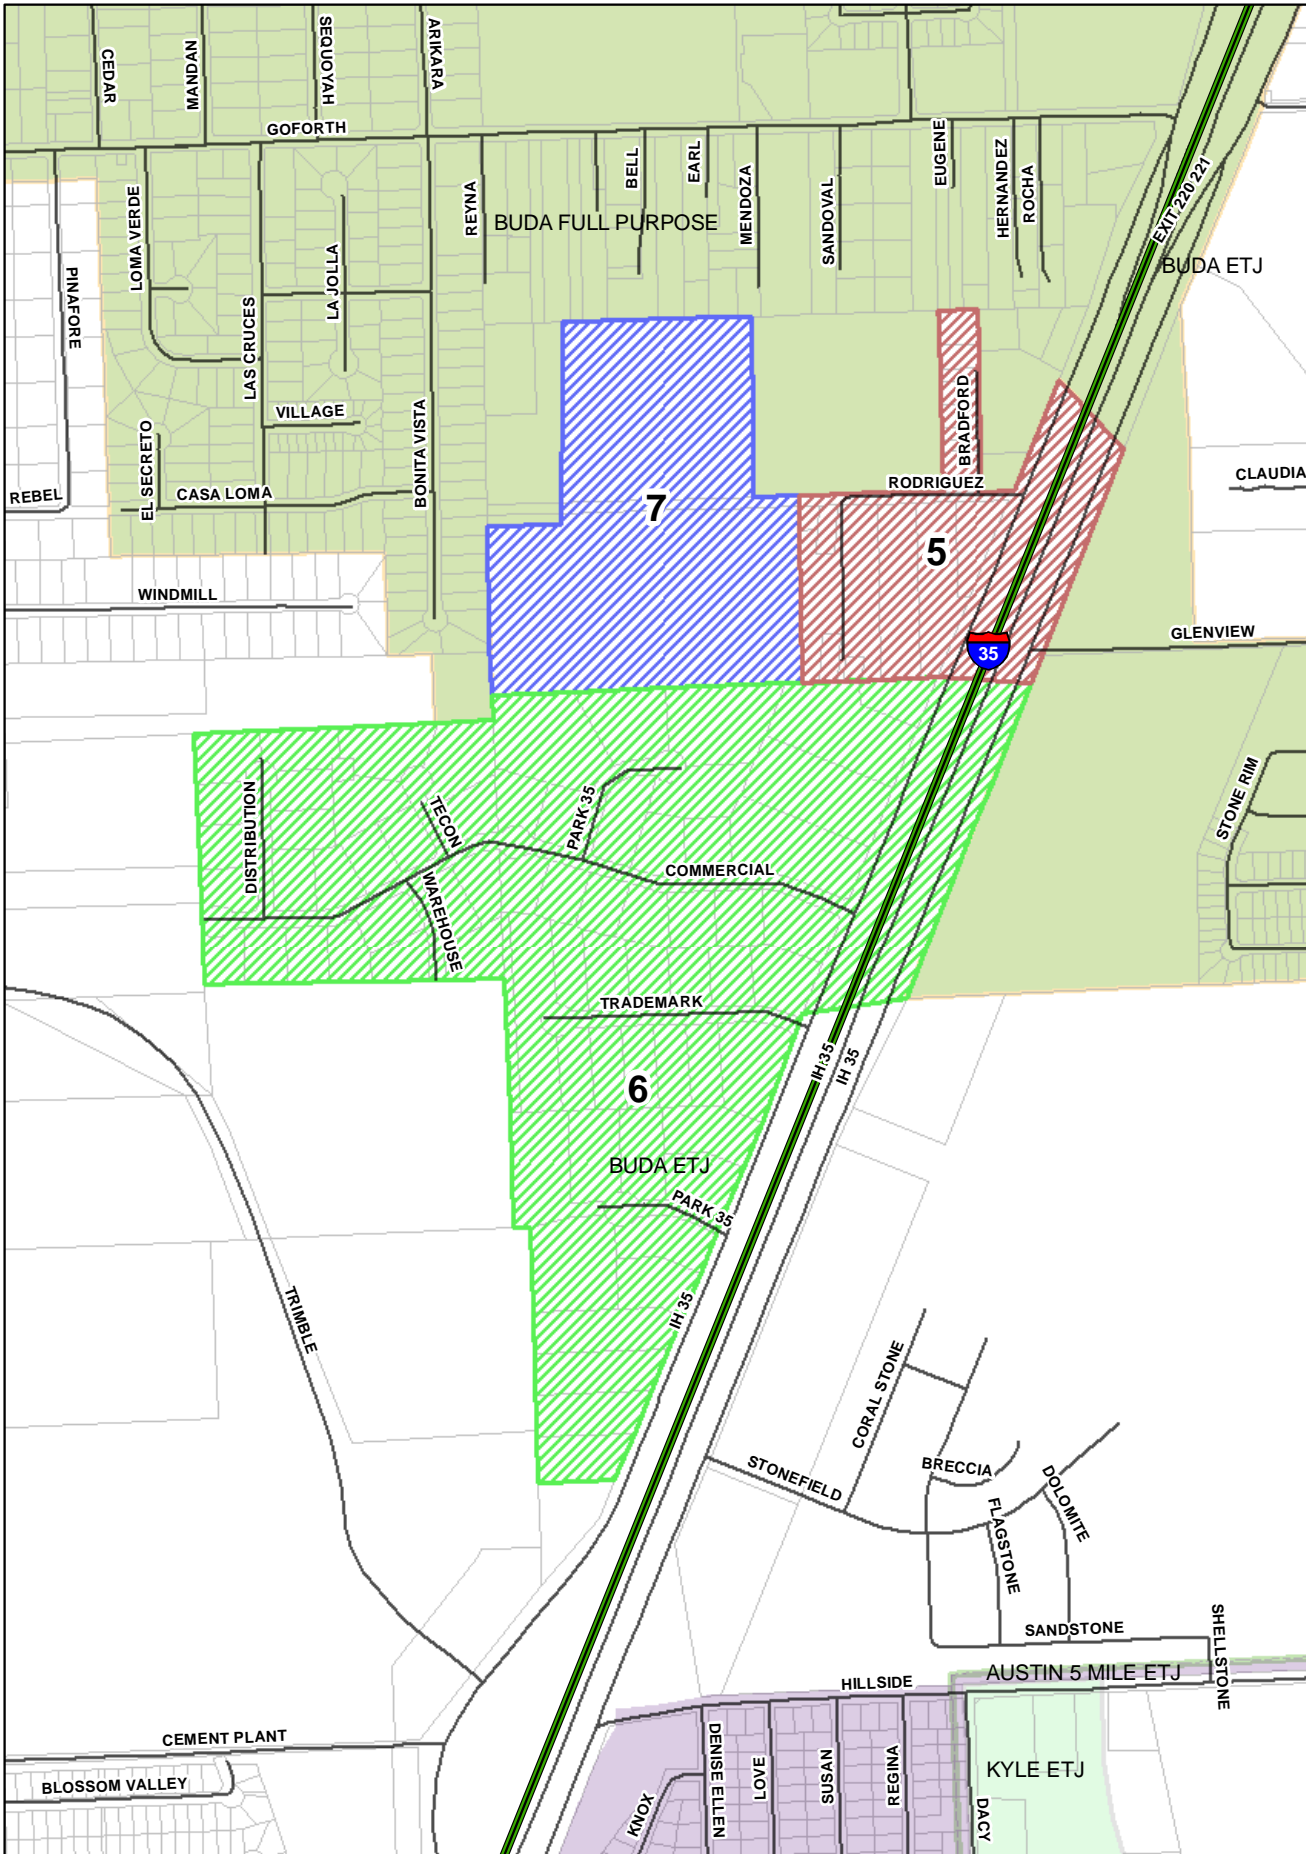 CEDAR
MANDAN
SEQUOYAH
ARIKARA
GOFORTH
PINAFORE
LOMA VERDE
LAS CRUCES
LA JOLLA
REYNA
BELL
EARL
MENDOZA
SANDOVAL
EUGENE
HERNANDEZ
ROCHA
EXIT 220 221
BUDA FULL PURPOSE
BUDA ETJ
VILLAGE
BONITA VISTA
EL SECRETO
CASA LOMA
REBEL
BRADFORD
RODRIGUEZ
CLAUDIA
7
5
WINDMILL
GLENVIEW
35
DISTRIBUTION
TECON
PARK 35
STONE RIM
COMMERCIAL
WAREHOUSE
TRADEMARK
IH 35
IH 35
6
BUDA ETJ
PARK 35
TRIMBLE
IH 35
CORAL STONE
STONEFIELD
BRECCIA
DOLOMITE
FLAGSTONE
SANDSTONE
SHELLSTONE
AUSTIN 5 MILE ETJ
HILLSIDE
CEMENT PLANT
BLOSSOM VALLEY
KNOX
DENISE ELLEN
LOVE
SUSAN
REGINA
KYLE ETJ
DACY